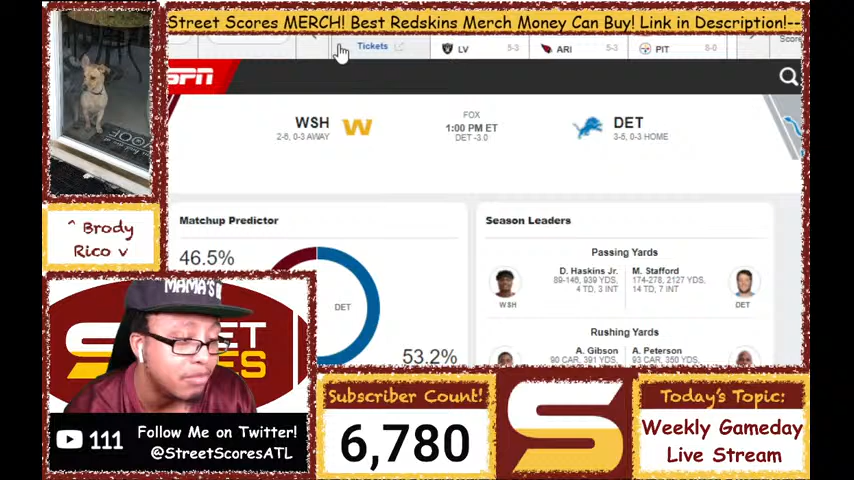 Street Scores MERCH! Best Redskins Merch Money Can Buy! Link in Description!--
Tickets
LV 5-3
ARI 5-3
PIT 8-0
Score
ESPN
WSH
2-6, 0-3 AWAY
FOX
1:00 PM ET
DET -3.0
DET
3-5, 0-3 HOME
Matchup Predictor
46.5%
DET
53.2%
Season Leaders
Passing Yards
D. Haskins Jr.
89-146, 939 YDS,
4 TD, 3 INT
WSH
M. Stafford
174-278, 2127 YDS,
14 TD, 7 INT
DET
Rushing Yards
A. Gibson
90 CAR, 391 YDS,
A. Peterson
93 CAR, 350 YDS,
^ Brody
Rico v
MAMA'S
111
Follow Me on Twitter!
@StreetScoresATL
Subscriber Count!
6,780
Today's Topic:
Weekly Gameday
Live Stream